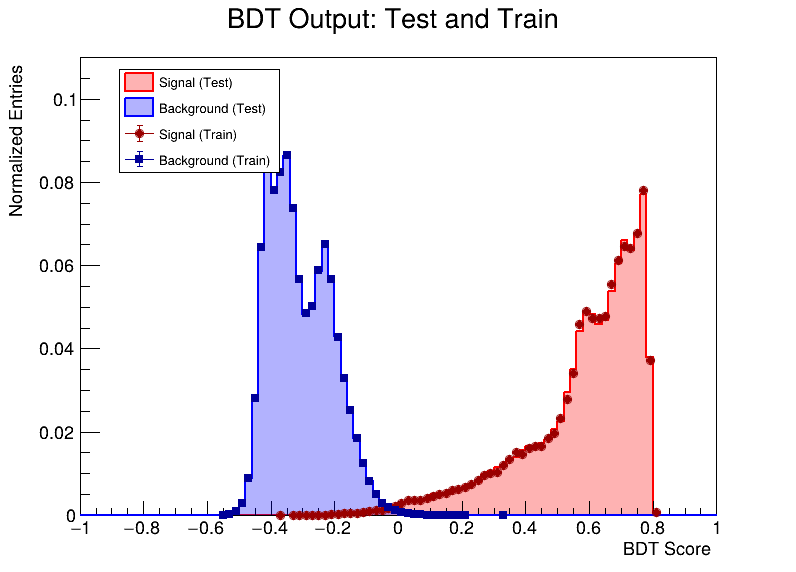 BDT Output: Test and Train
Normalized Entries
Signal (Test)
Background (Test)
Signal (Train)
Background (Train)
0.1
0.08
0.06
0.04
0.02
0
−1 −0.8 −0.6 −0.4 −0.2 0 0.2 0.4 0.6 0.8 1
BDT Score